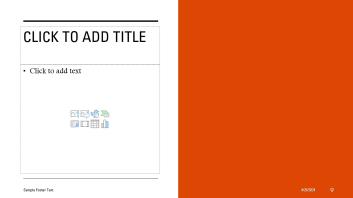 CLICK TO ADD TITLE
• Click to add text
Sample Footer Text